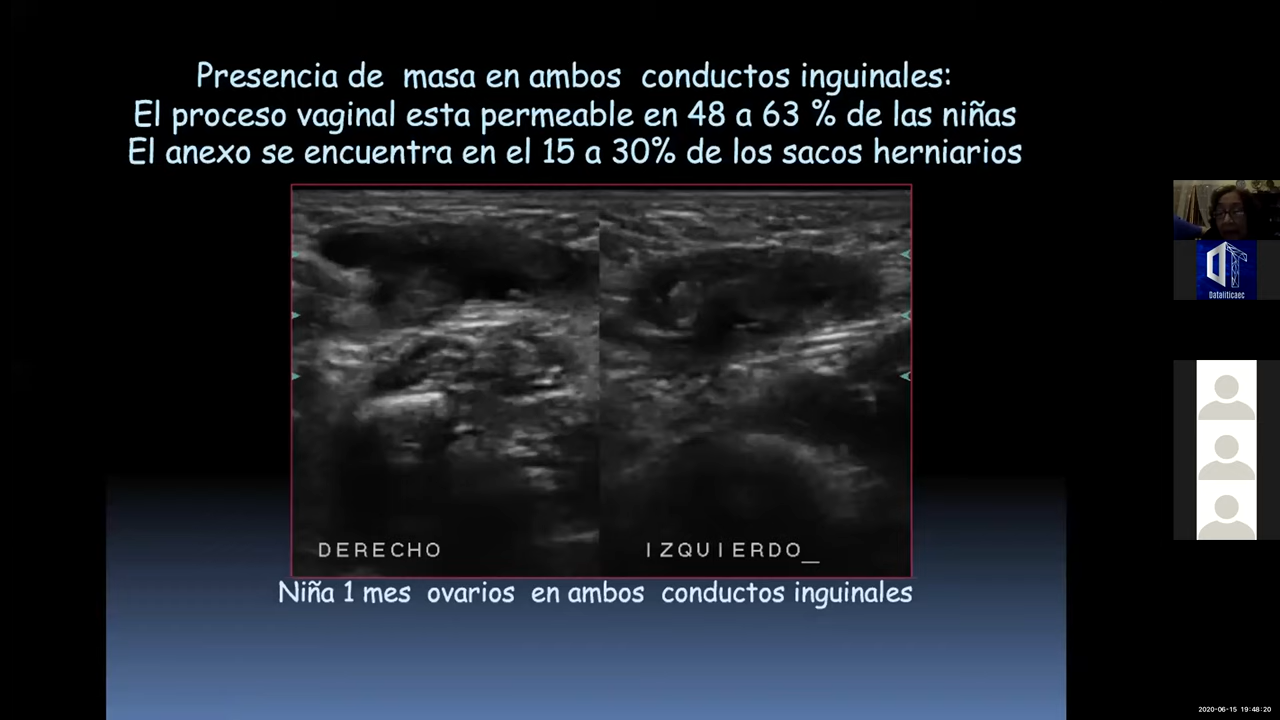 Presencia de masa en ambos conductos inguinales:
El proceso vaginal esta permeable en 48 a 63 % de las niñas
El anexo se encuentra en el 15 a 30% de los sacos herniarios
DERECHO
IZQUIERDO_
Niña 1 mes ovarios en ambos conductos inguinales
Dataliticaec
2020-06-15 19:48:20